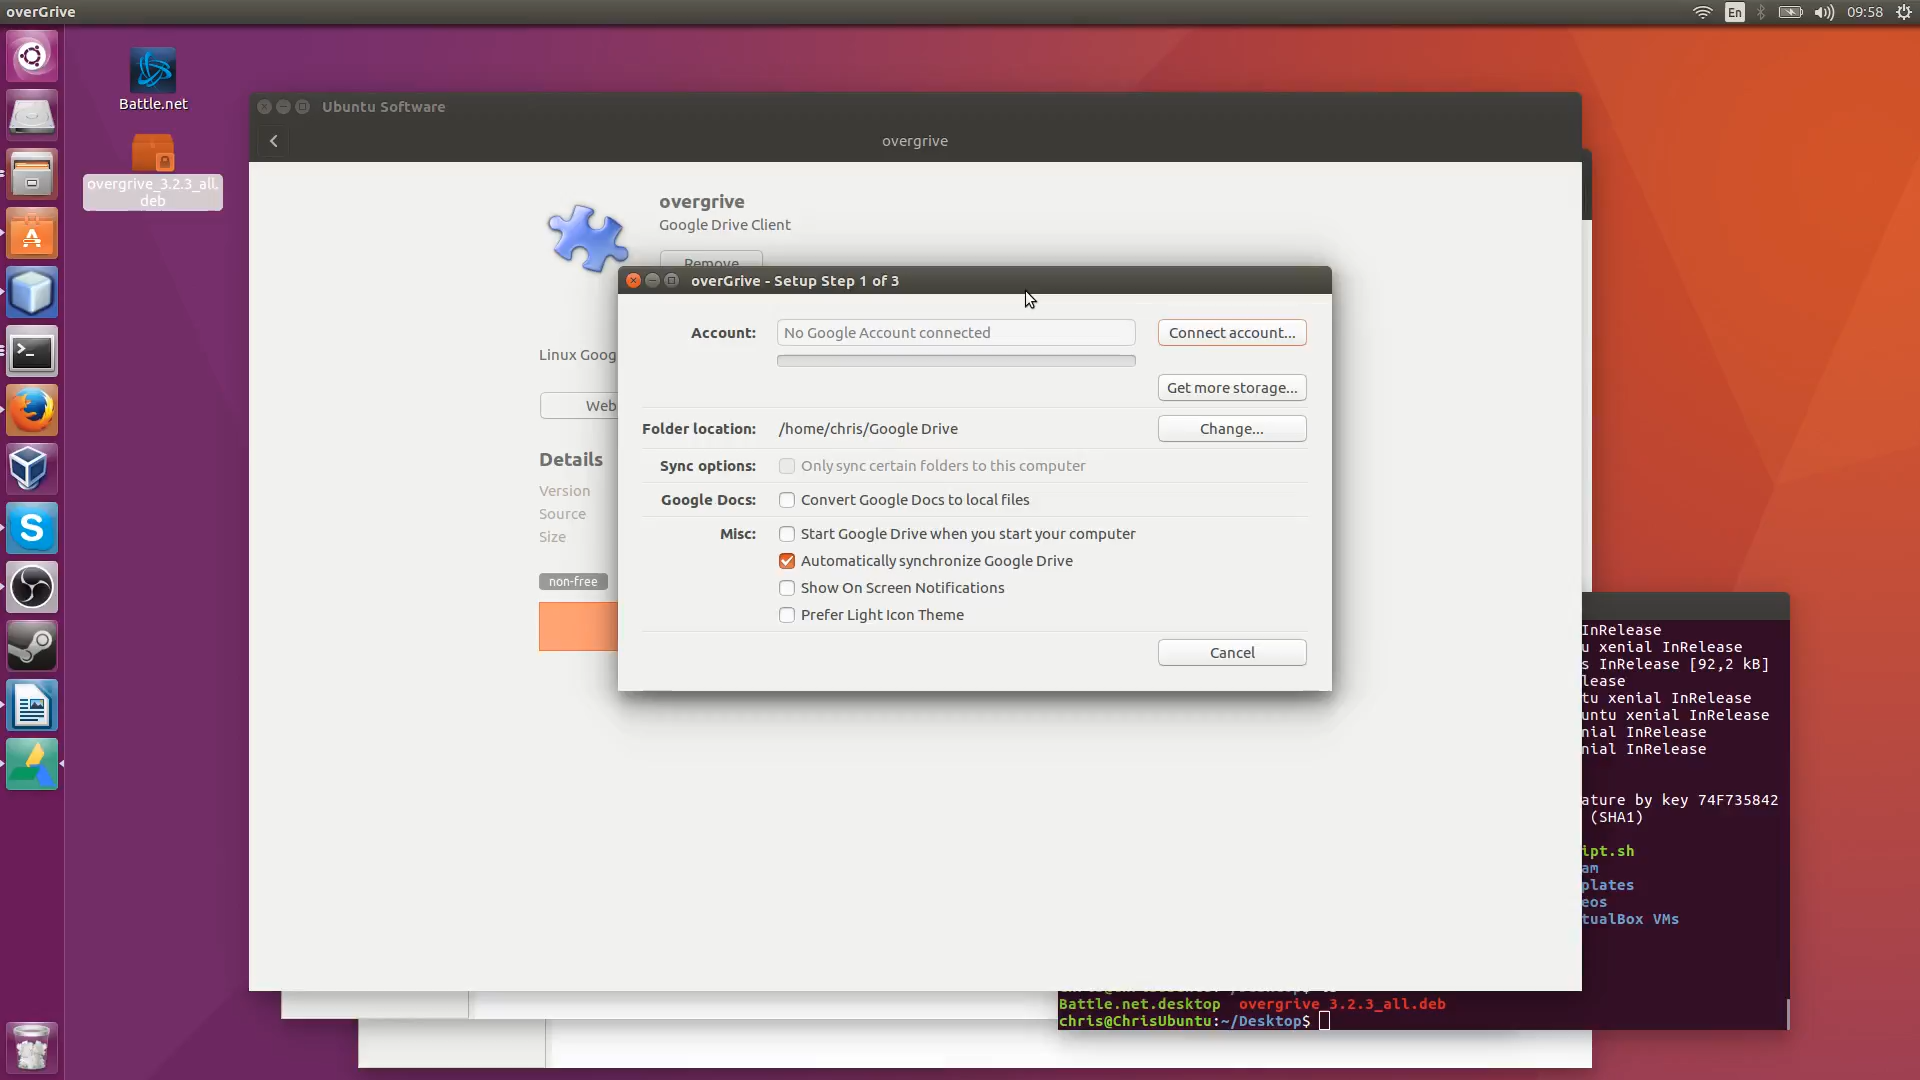 overGrive
En
09:58
Battle.net
overgrive_3.2.3_all.
deb
Ubuntu Software
overgrive
overgrive
Google Drive Client
Remove
Linux Goog
Web
Details
Version
Source
Size
non-free
overGrive - Setup Step 1 of 3
Account:
No Google Account connected
Connect account...
Get more storage...
Folder location:
/home/chris/Google Drive
Change...
Sync options:
Only sync certain folders to this computer
Google Docs:
Convert Google Docs to local files
Misc:
Start Google Drive when you start your computer
Automatically synchronize Google Drive
Show On Screen Notifications
Prefer Light Icon Theme
Cancel
InRelease
u xenial InRelease
s InRelease [92,2 kB]
lease
tu xenial InRelease
untu xenial InRelease
nial InRelease
nial InRelease
ature by key 74F735842
(SHA1)
ipt.sh
am
plates
eos
tualBox VMs
Battle.net.desktop overgrive_3.2.3_all.deb
chris@ChrisUbuntu:~/Desktop$